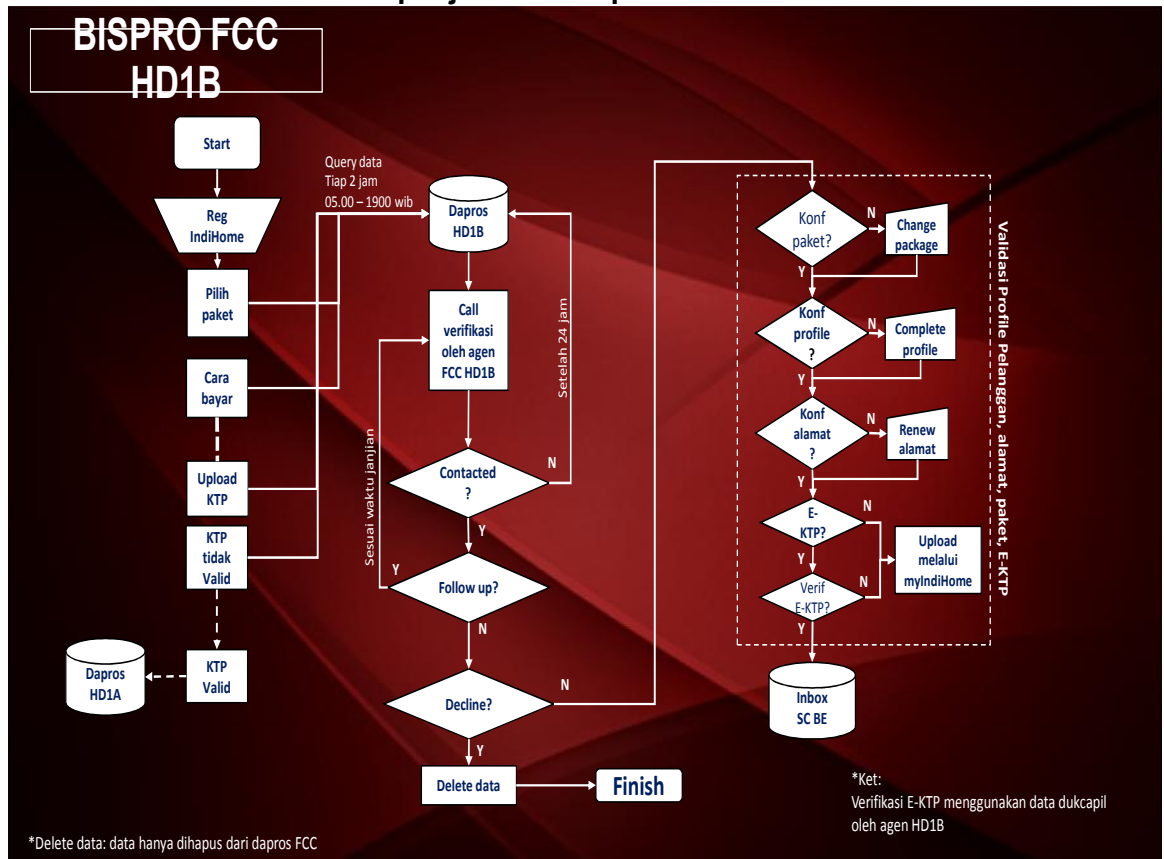 BISPRO FCC
HD1B
Start
Reg
IndiHome
Pilih
paket
Cara
bayar
Upload
KTP
KTP
tidak
Valid
KTP
Valid
Dapros
HD1A
Query data
Tiap 2 jam
05.00 – 1900 wib
Dapros
HD1B
Call
verifikasi
oleh agen
FCC HD1B
Setelah 24 jam
Sesuai waktu janjian
Contacted
?
N
Y
Follow up?
Y
N
Decline?
N
Y
Delete data
Finish
Konf
paket?
N
Change
package
Y
Konf
profile
?
N
Complete
profile
Y
Konf
alamat
?
N
Renew
alamat
Y
E-
KTP?
N
Y
Upload
melalui
myIndiHome
Verif
E-KTP?
N
Y
Inbox
SC BE
Validasi Profile Pelanggan, alamat, paket, E-KTP
*Ket:
Verifikasi E-KTP menggunakan data dukcapil
oleh agen HD1B
*Delete data: data hanya dihapus dari dapros FCC